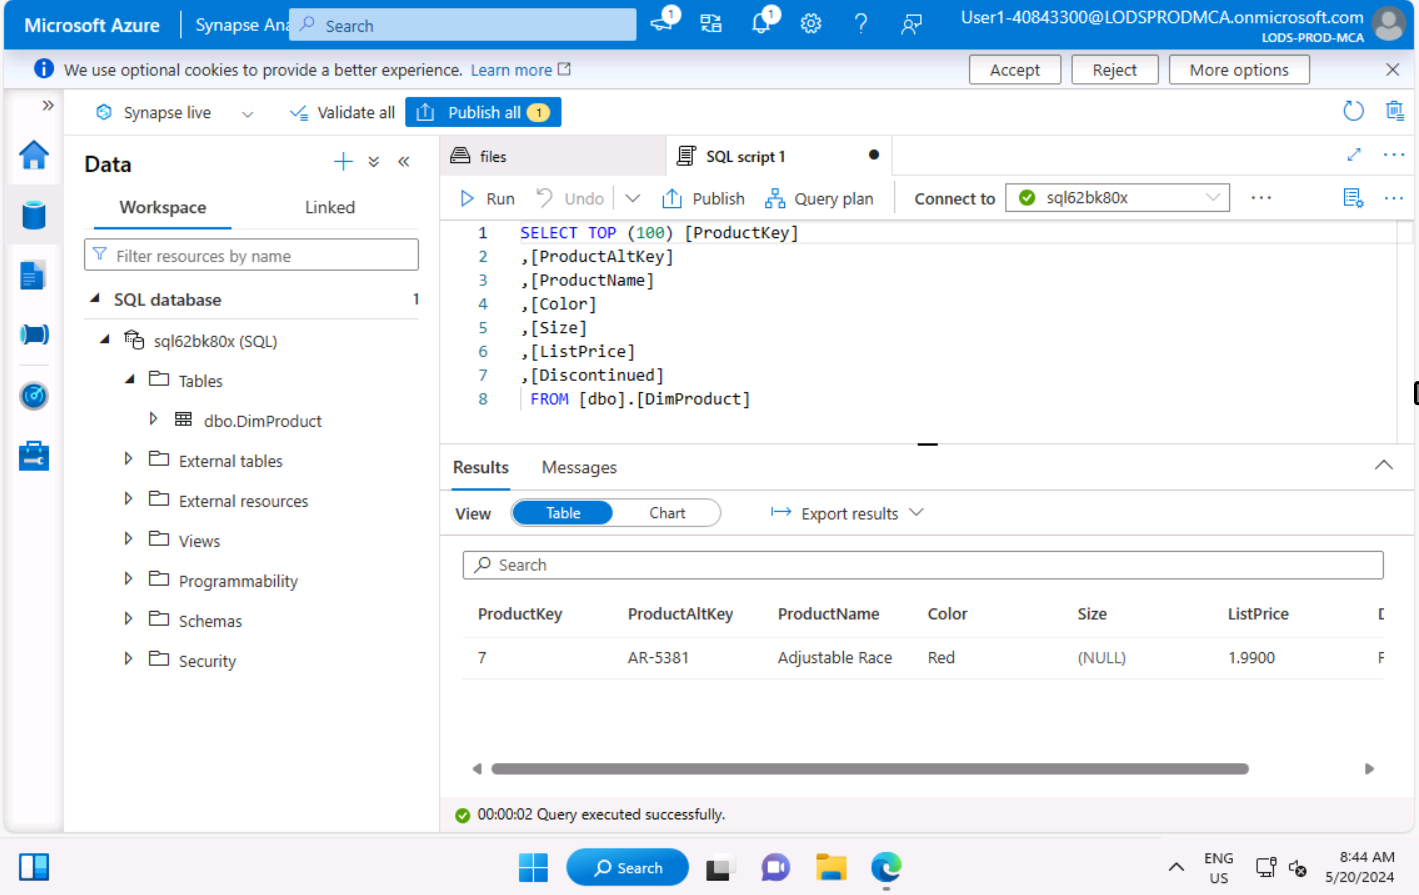 Microsoft Azure
Synapse Ana
Search
1
1
User1-40843300@LODSPRODMCA.onmicrosoft.com
LODS-PROD-MCA
We use optional cookies to provide a better experience. Learn more
Accept
Reject
More options
Synapse live
Validate all
Publish all 1
Data
Workspace
Linked
Filter resources by name
SQL database 1
sql62bk80x (SQL)
Tables
dbo.DimProduct
External tables
External resources
Views
Programmability
Schemas
Security
files
SQL script 1
Run
Undo
Publish
Query plan
Connect to
sql62bk80x
1 SELECT TOP (100) [ProductKey]
2 ,[ProductAltKey]
3 ,[ProductName]
4 ,[Color]
5 ,[Size]
6 ,[ListPrice]
7 ,[Discontinued]
8 FROM [dbo].[DimProduct]
Results
Messages
View
Table
Chart
Export results
Search
ProductKey ProductAltKey ProductName Color Size ListPrice
7 AR-5381 Adjustable Race Red (NULL) 1.9900 F
00:00:02 Query executed successfully.
Search
ENG
US
8:44 AM
5/20/2024